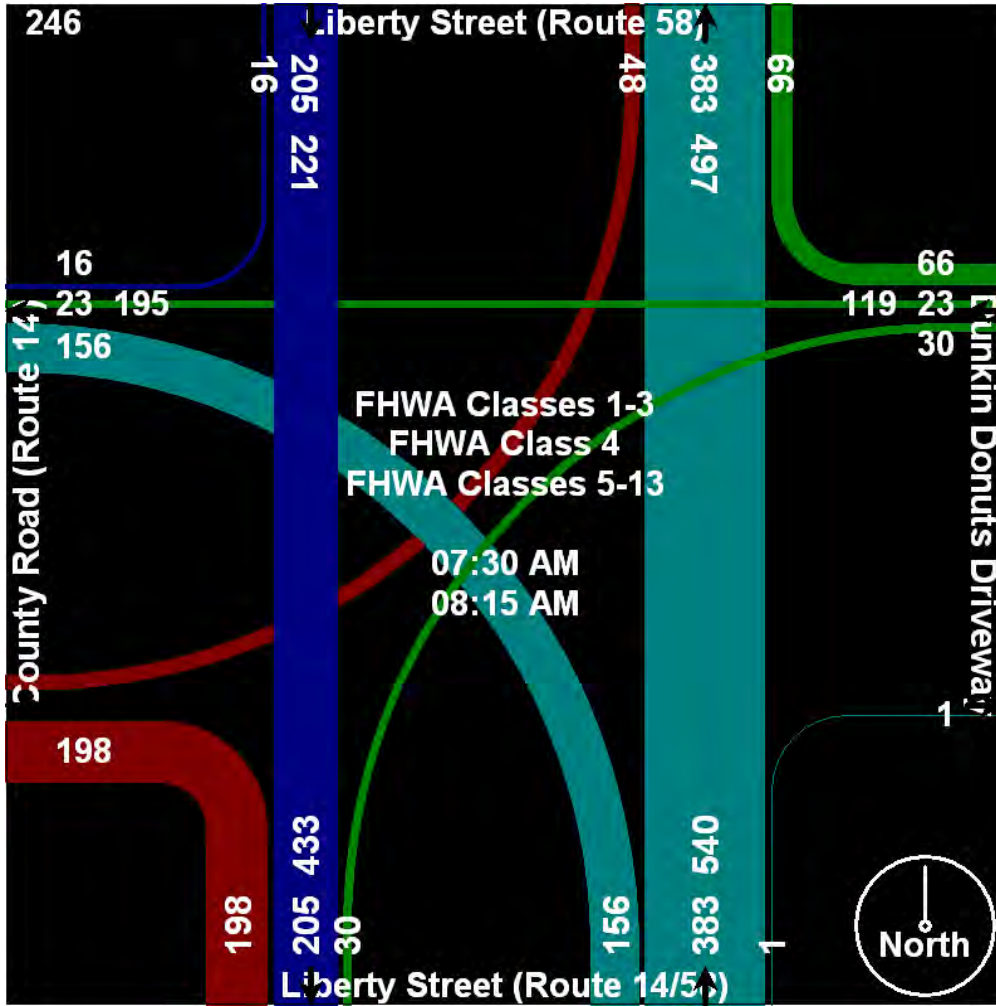 246
Liberty Street (Route 58)
16
205 221
48
383 497
66
16
23 195
156
66
119 23
30
County Road (Route 14)
Dunkin Donuts Driveway
FHWA Classes 1-3
FHWA Class 4
FHWA Classes 5-13
07:30 AM
08:15 AM
1
198
198
205 433
30
156
383 540
1
North
Liberty Street (Route 14/58)